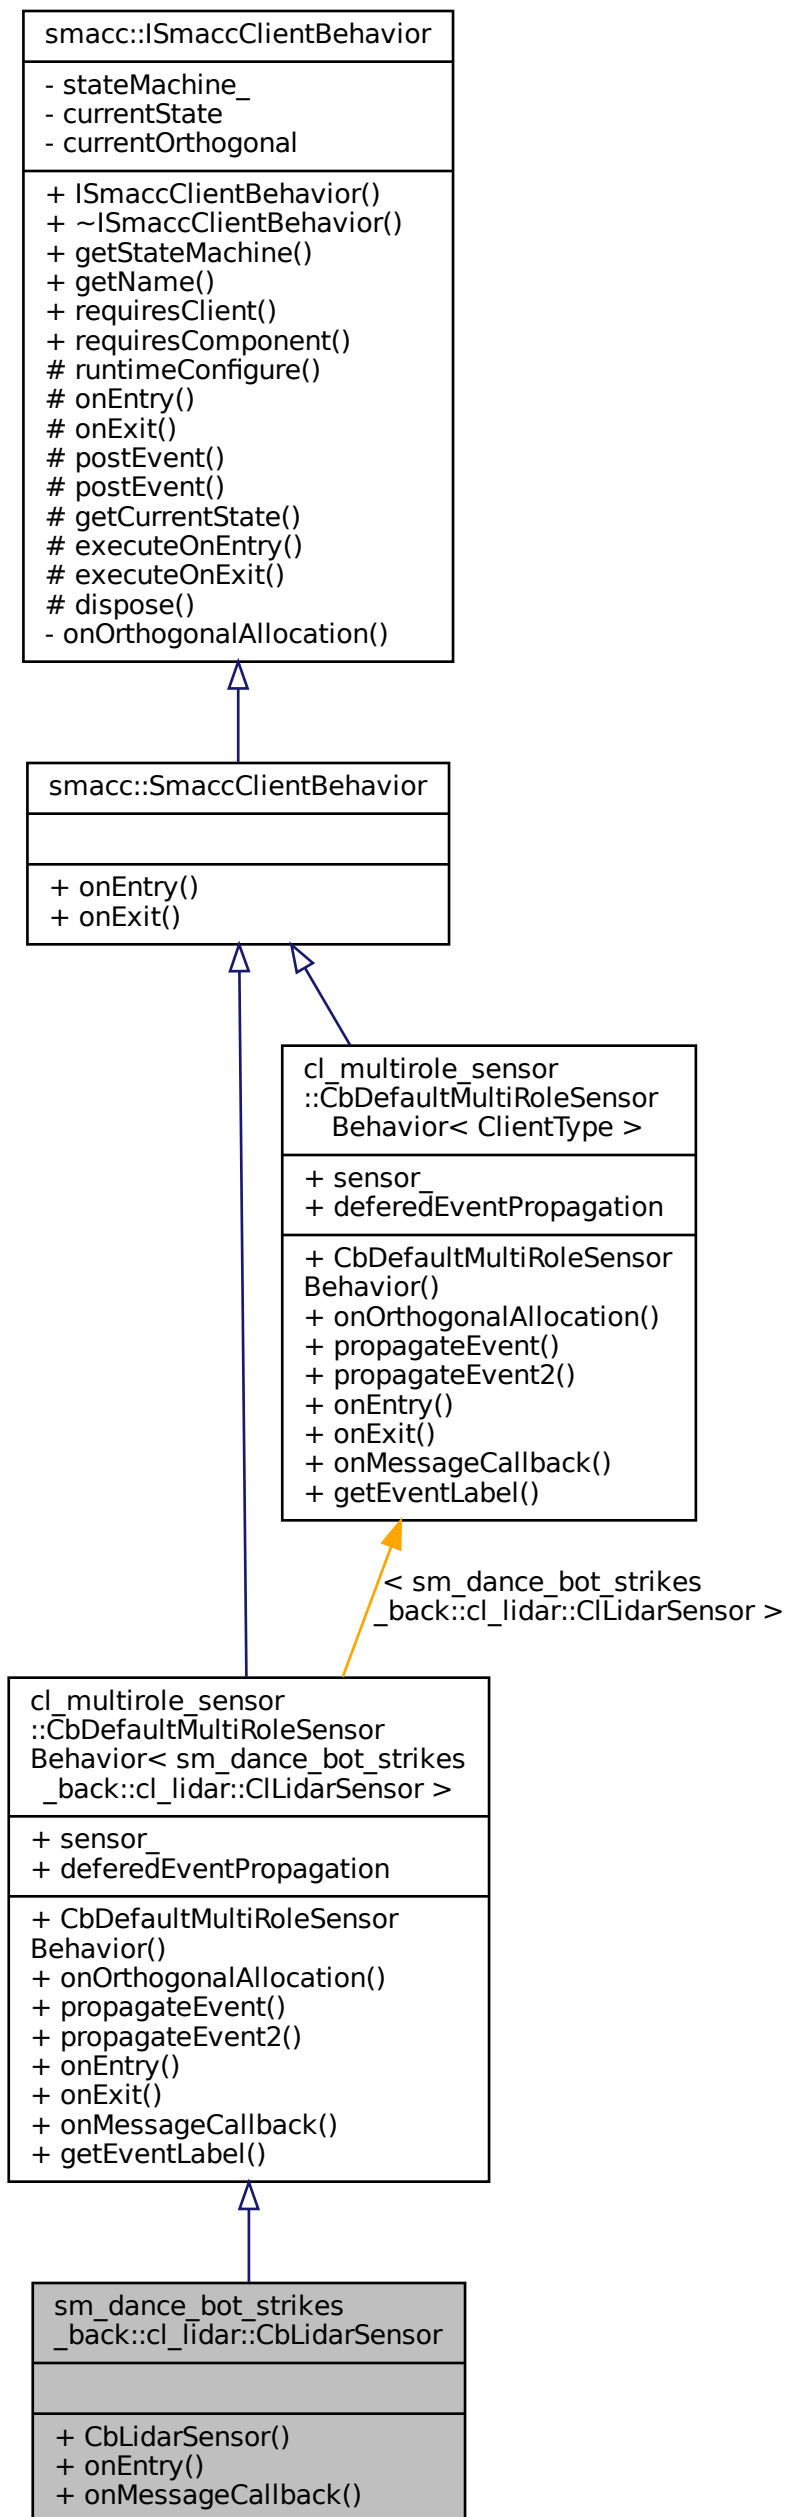 smacc::ISmaccClientBehavior
- stateMachine_
- currentState
- currentOrthogonal
+ ISmaccClientBehavior()
+ ~ISmaccClientBehavior()
+ getStateMachine()
+ getName()
+ requiresClient()
+ requiresComponent()
# runtimeConfigure()
# onEntry()
# onExit()
# postEvent()
# postEvent()
# getCurrentState()
# executeOnEntry()
# executeOnExit()
# dispose()
- onOrthogonalAllocation()
smacc::SmaccClientBehavior
+ onEntry()
+ onExit()
cl_multirole_sensor
::CbDefaultMultiRoleSensor
Behavior< ClientType >
+ sensor_
+ deferedEventPropagation
+ CbDefaultMultiRoleSensor
Behavior()
+ onOrthogonalAllocation()
+ propagateEvent()
+ propagateEvent2()
+ onEntry()
+ onExit()
+ onMessageCallback()
+ getEventLabel()
< sm_dance_bot_strikes
_back::cl_lidar::ClLidarSensor >
cl_multirole_sensor
::CbDefaultMultiRoleSensor
Behavior< sm_dance_bot_strikes
_back::cl_lidar::ClLidarSensor >
+ sensor_
+ deferedEventPropagation
+ CbDefaultMultiRoleSensor
Behavior()
+ onOrthogonalAllocation()
+ propagateEvent()
+ propagateEvent2()
+ onEntry()
+ onExit()
+ onMessageCallback()
+ getEventLabel()
sm_dance_bot_strikes
_back::cl_lidar::CbLidarSensor
+ CbLidarSensor()
+ onEntry()
+ onMessageCallback()